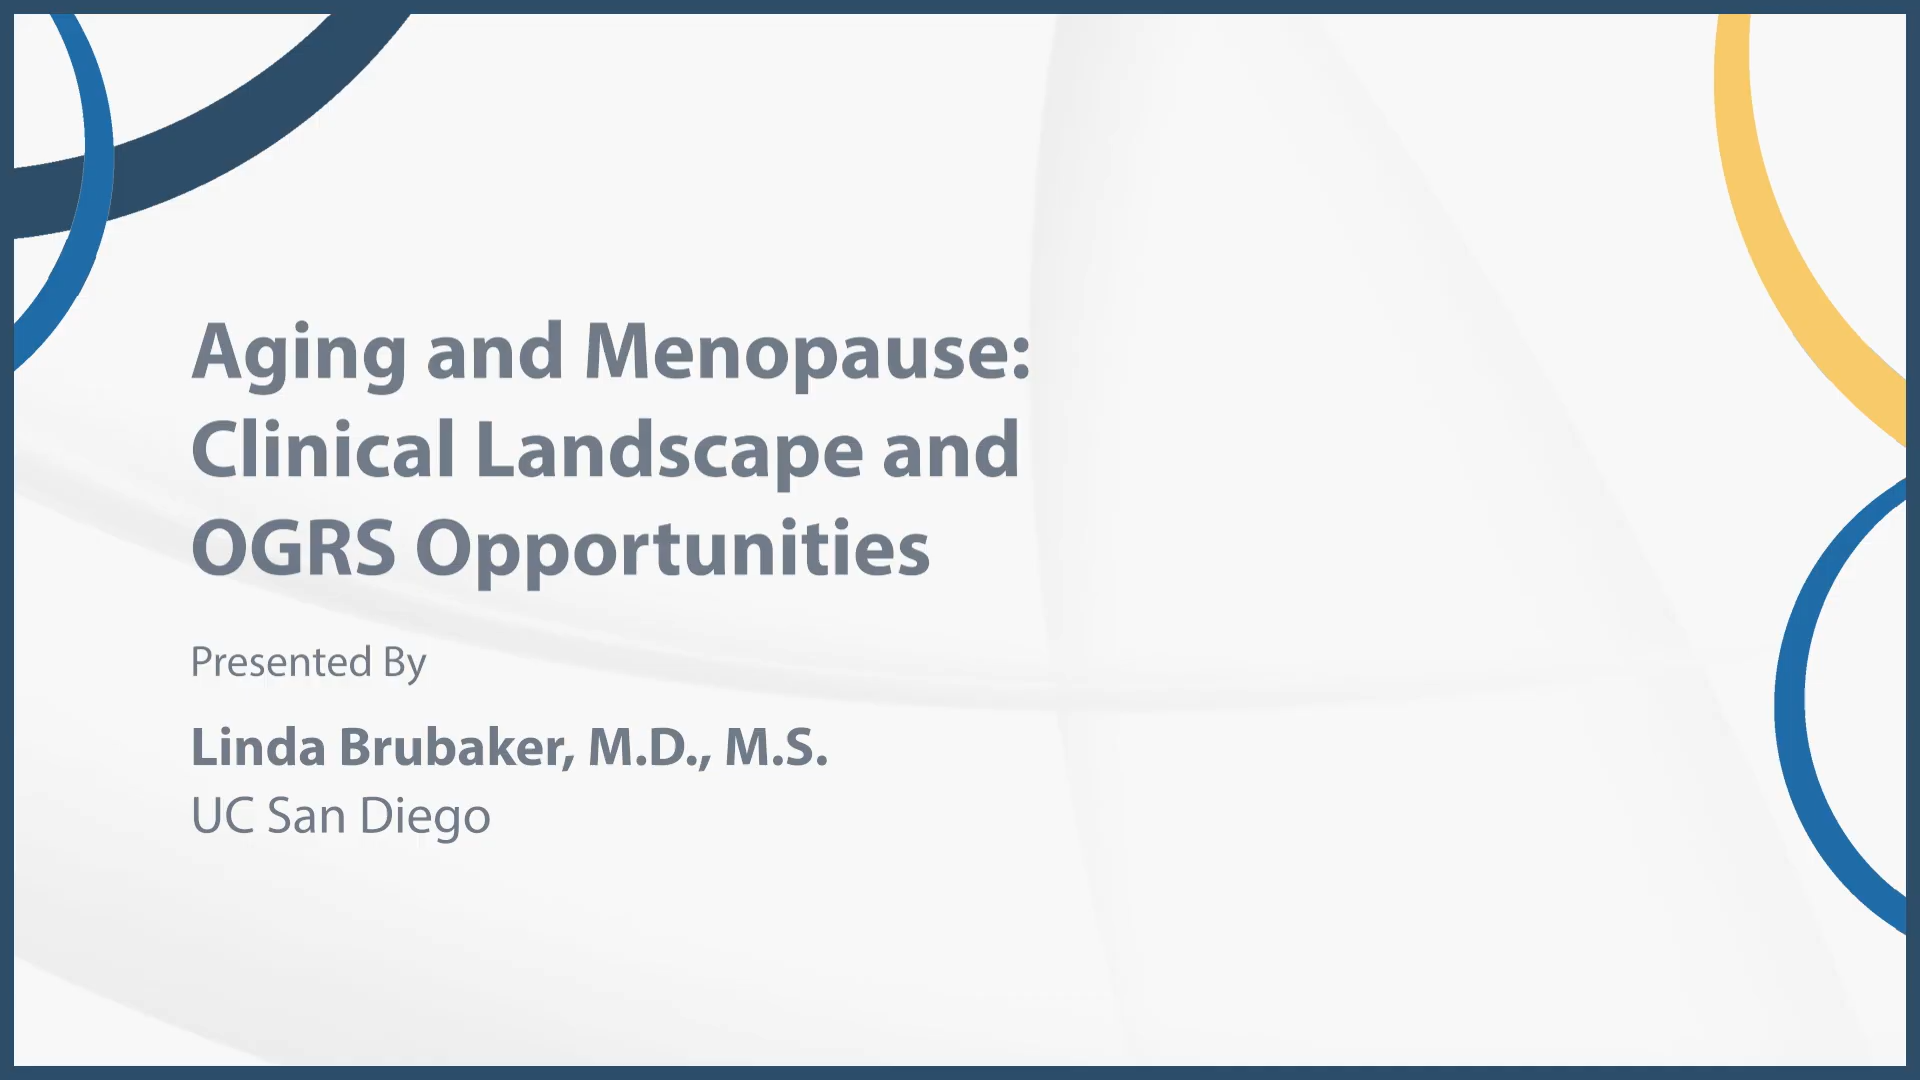 Aging and Menopause:
Clinical Landscape and
OGRS Opportunities
Presented By
Linda Brubaker, M.D., M.S.
UC San Diego